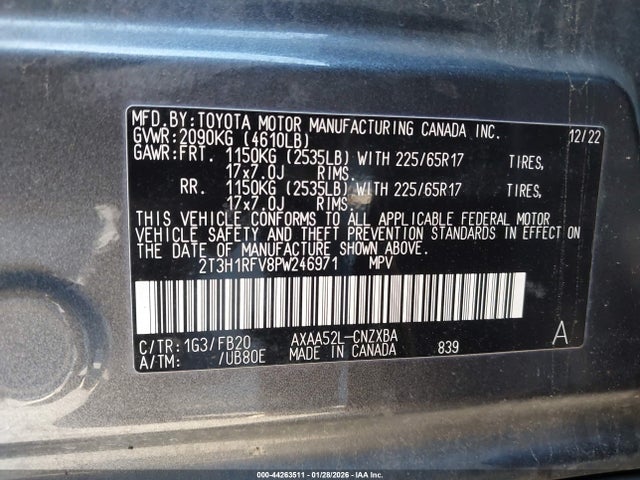 MFD.BY:TOYOTA MOTOR MANUFACTURING CANADA INC. 12/22
GVWR:2090KG (4610LB)
GAWR:FRT. 1150KG (2535LB) WITH 225/65R17 TIRES,
17x7.0J RIMS.
RR. 1150KG (2535LB) WITH 225/65R17 TIRES,
17x7.0J RIMS.
THIS VEHICLE CONFORMS TO ALL APPLICABLE FEDERAL MOTOR
VEHICLE SAFETY AND THEFT PREVENTION STANDARDS IN EFFECT ON
THE DATE OF MANUFACTURE SHOWN ABOVE.
2T3H1RFV8PW246971 MPV
C/TR: 1G3/FB20 AXAA52L-CNZXBA A
A/TM: /UB80E MADE IN CANADA 839
000-44263511 - 01/28/2026 - IAA Inc.